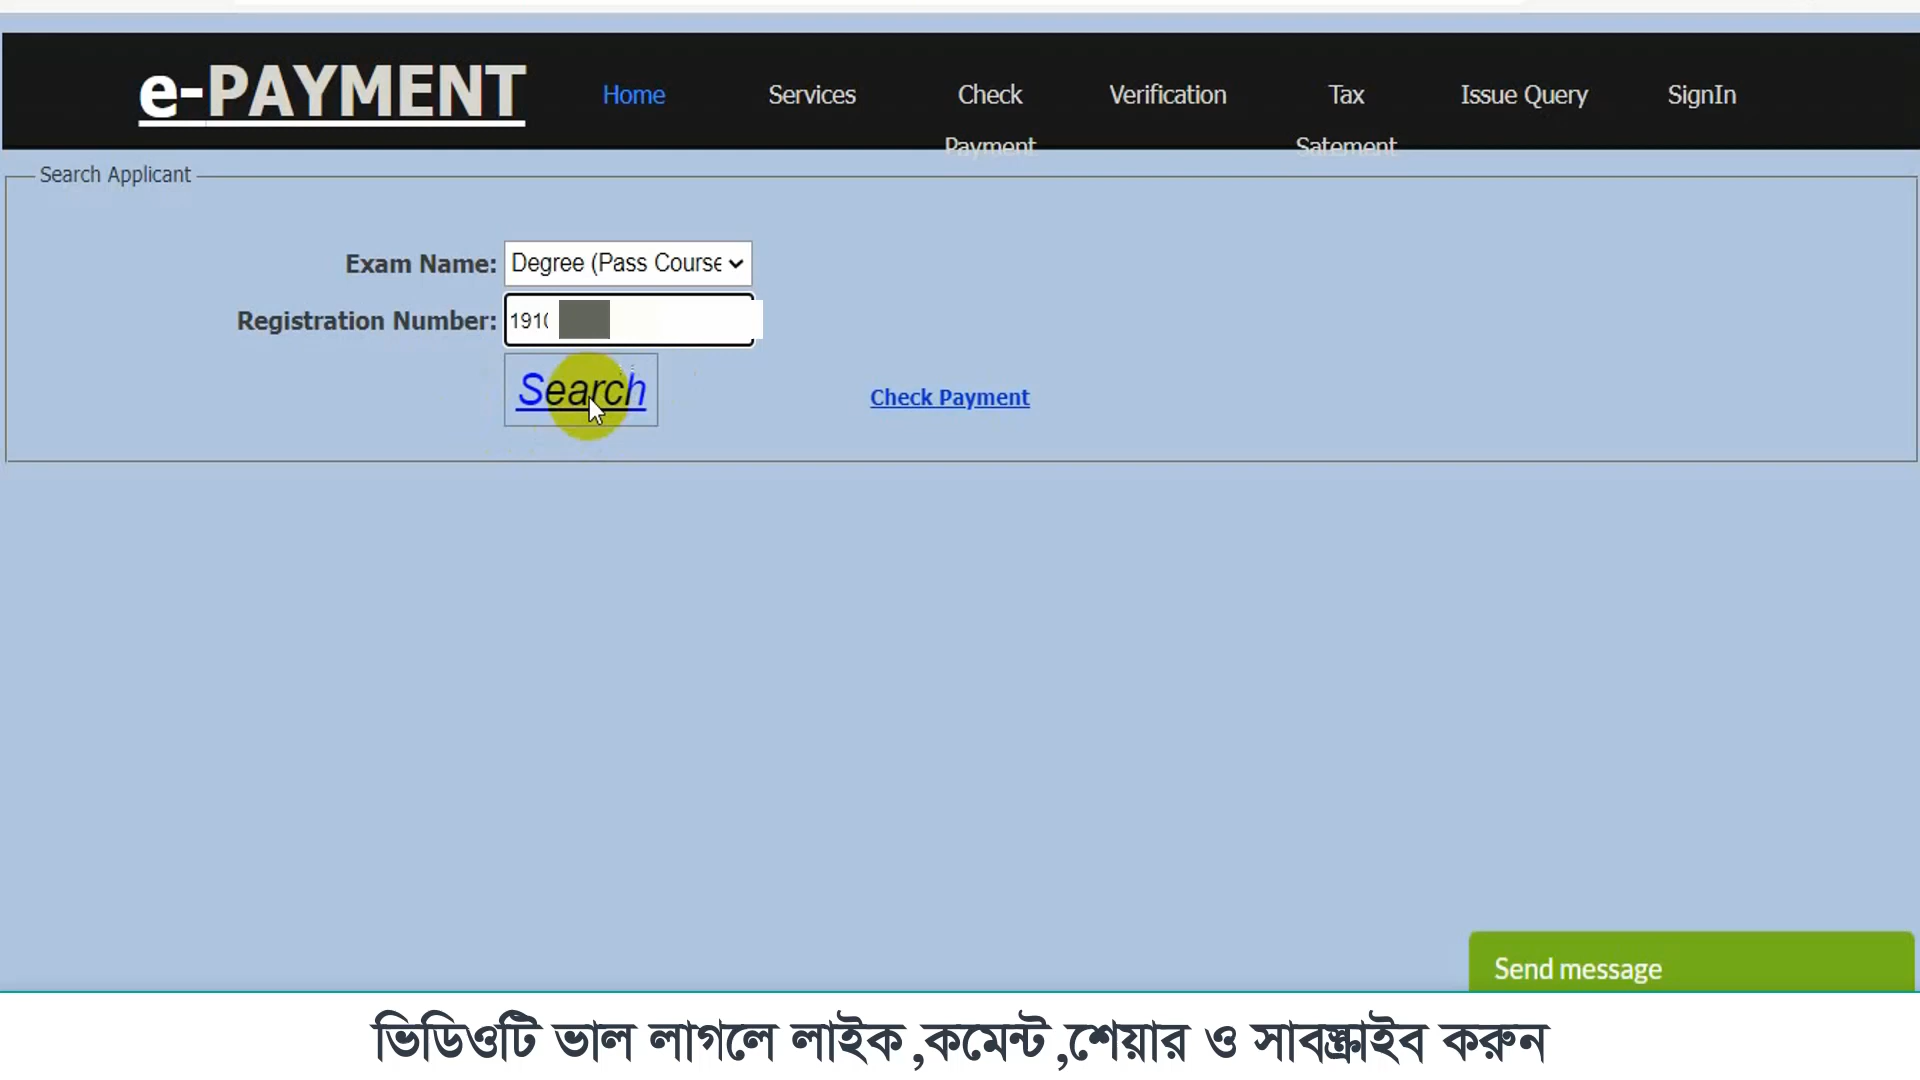 e-PAYMENT
Home Services Check Payment Verification Tax Satement Issue Query SignIn
Search Applicant
Exam Name: Degree (Pass Course
Registration Number: 191
Search Check Payment
Send message
ভিডিওটি ভাল লাগলে লাইক ,কমেন্ট ,শেয়ার ও সাবস্ক্রাইব করুন